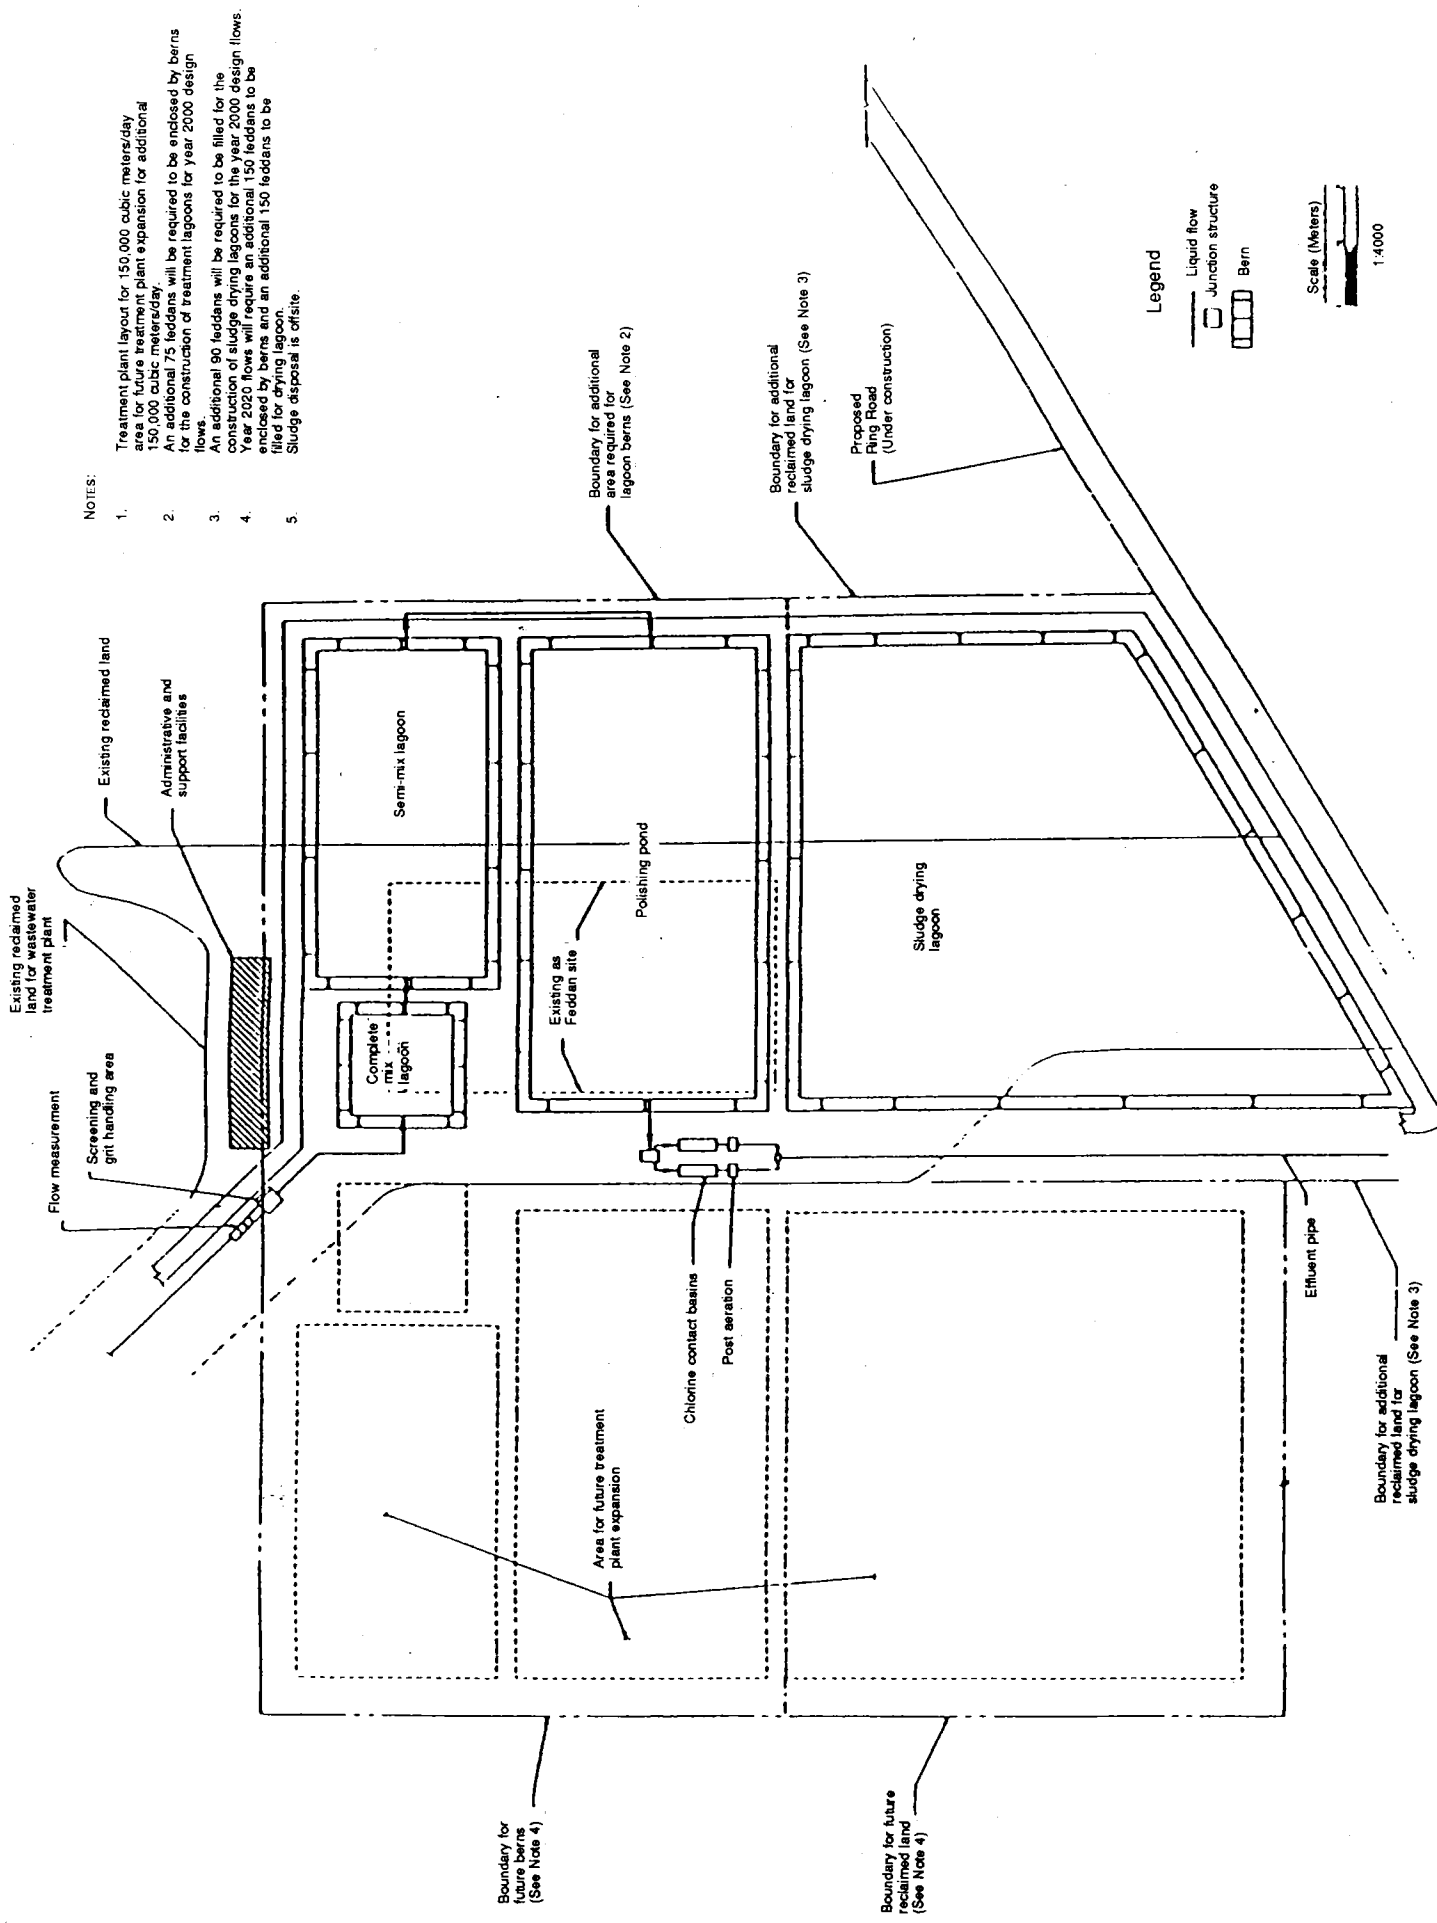 NOTES:
1. Treatment plant layout for 150,000 cubic meters/day
area for future treatment plant expansion for additional
150,000 cubic meters/day.
2. An additional 75 feddans will be required to be enclosed by berns
for the construction of treatment lagoons for year 2000 design
flows.
3. An additional 90 feddans will be required to be filled for the
construction of sludge drying lagoons for the year 2000 design flows.
4. Year 2020 flows will require an additional 150 feddans to be
enclosed by berns and an additional 150 feddans to be
filled for drying lagoon.
5. Sludge disposal is offsite.
Existing reclaimed
land for wastewater
treatment plant
Flow measurement
Screening and
grit handing area
Existing reclaimed land
Administrative and
support facilities
Semi-mix lagoon
Complete
mix
lagoon
Existing as
Feddan site
Polishing pond
Sludge drying
lagoon
Boundary for additional
area required for
lagoon berns (See Note 2)
Boundary for additional
reclaimed land for
sludge drying lagoon (See Note 3)
Proposed
Ring Road
(Under construction)
Chlorine contact basins
Post aeration
Area for future treatment
plant expansion
Effluent pipe
Boundary for additional
reclaimed land for
sludge drying lagoon (See Note 3)
Boundary for
future berns
(See Note 4)
Boundary for future
reclaimed land
(See Note 4)
Legend
Liquid flow
Junction structure
Bern
Scale (Meters)
1:4000